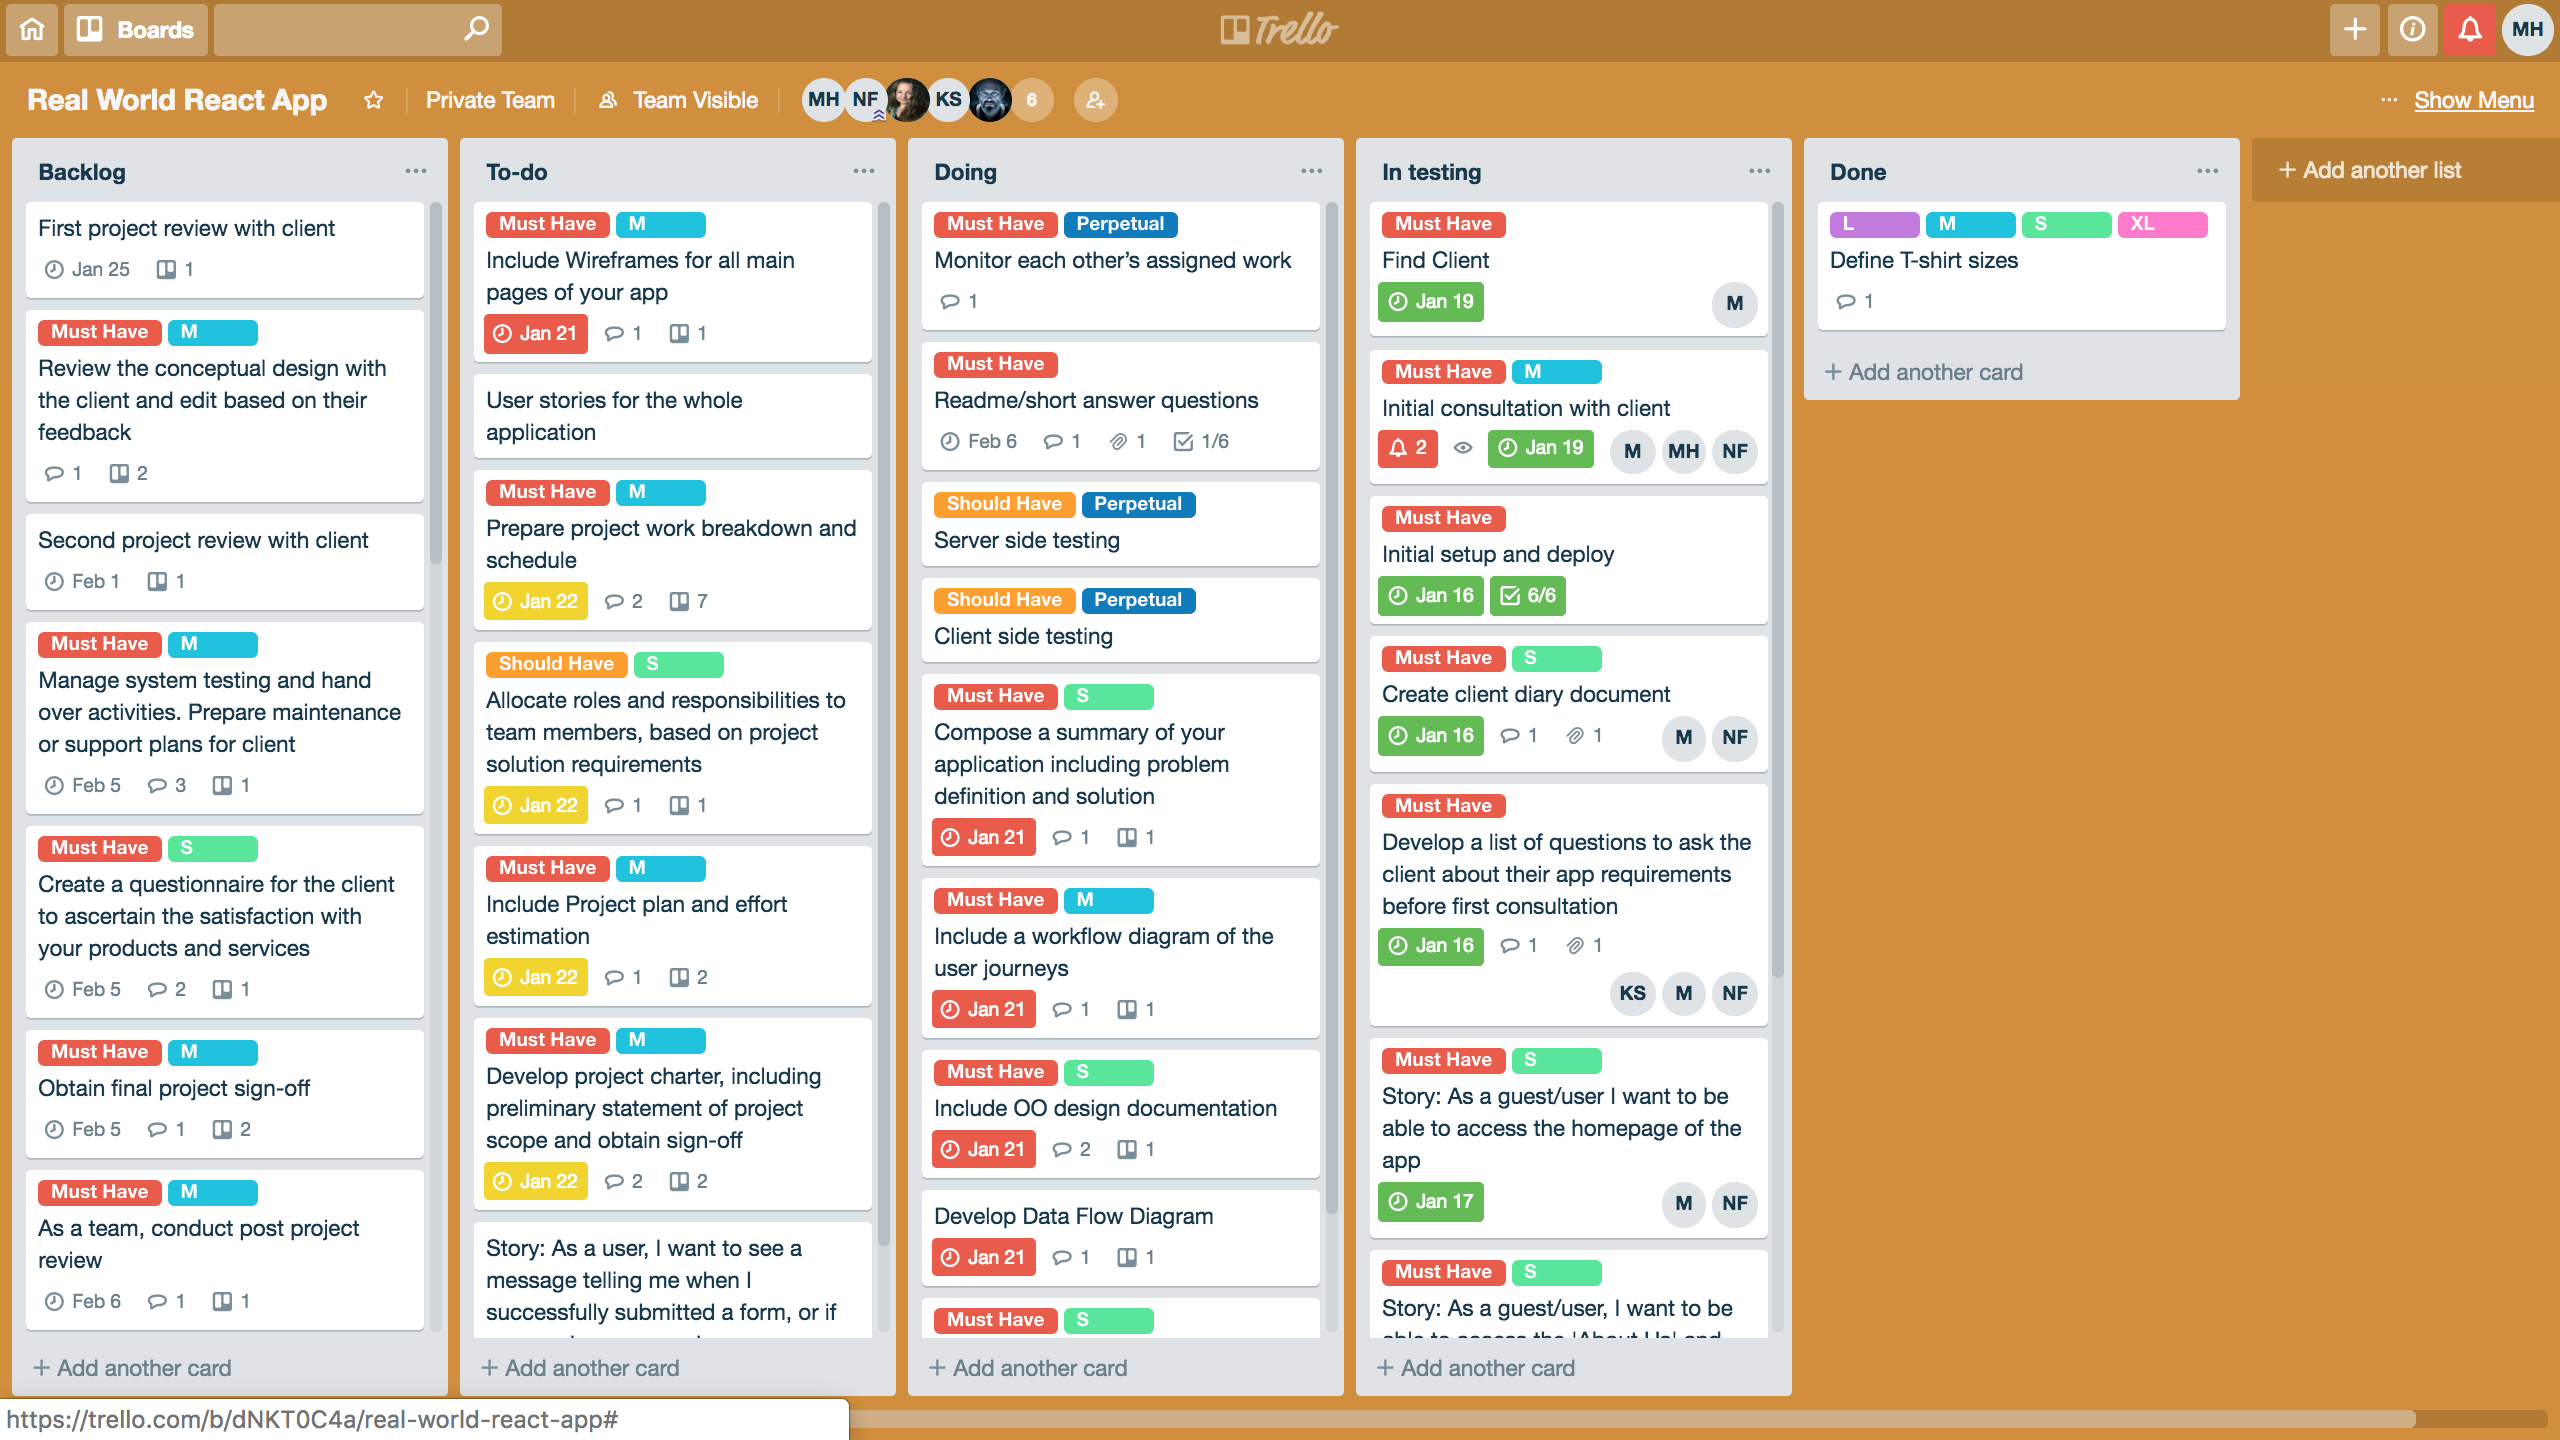 Boards
Trello
MH
Real World React App
Private Team
Team Visible
MH NF KS 6
... Show Menu
Backlog
First project review with client
Jan 25 1
Must Have M
Review the conceptual design with
the client and edit based on their
feedback
1 2
Second project review with client
Feb 1 1
Must Have M
Manage system testing and hand
over activities. Prepare maintenance
or support plans for client
Feb 5 3 1
Must Have S
Create a questionnaire for the client
to ascertain the satisfaction with
your products and services
Feb 5 2 1
Must Have M
Obtain final project sign-off
Feb 5 1 2
Must Have M
As a team, conduct post project
review
Feb 6 1 1
+ Add another card
To-do
Must Have M
Include Wireframes for all main
pages of your app
Jan 21 1 1
User stories for the whole
application
Must Have M
Prepare project work breakdown and
schedule
Jan 22 2 7
Should Have S
Allocate roles and responsibilities to
team members, based on project
solution requirements
Jan 22 1 1
Must Have M
Include Project plan and effort
estimation
Jan 22 1 2
Must Have M
Develop project charter, including
preliminary statement of project
scope and obtain sign-off
Jan 22 2 2
Story: As a user, I want to see a
message telling me when I
successfully submitted a form, or if
+ Add another card
Doing
Must Have Perpetual
Monitor each other’s assigned work
1
Must Have
Readme/short answer questions
Feb 6 1 1 1/6
Should Have Perpetual
Server side testing
Should Have Perpetual
Client side testing
Must Have S
Compose a summary of your
application including problem
definition and solution
Jan 21 1 1
Must Have M
Include a workflow diagram of the
user journeys
Jan 21 1 1
Must Have S
Include OO design documentation
Jan 21 2 1
Develop Data Flow Diagram
Jan 21 1 1
Must Have S
+ Add another card
In testing
Must Have
Find Client
Jan 19 M
Must Have M
Initial consultation with client
2 Jan 19 M MH NF
Must Have
Initial setup and deploy
Jan 16 6/6
Must Have S
Create client diary document
Jan 16 1 1 M NF
Must Have
Develop a list of questions to ask the
client about their app requirements
before first consultation
Jan 16 1 1
KS M NF
Must Have S
Story: As a guest/user I want to be
able to access the homepage of the
app
Jan 17 M NF
Must Have S
Story: As a guest/user, I want to be
able to access the 'About Us' and
+ Add another card
Done
L M S XL
Define T-shirt sizes
1
+ Add another card
+ Add another list
https://trello.com/b/dNKT0C4a/real-world-react-app#